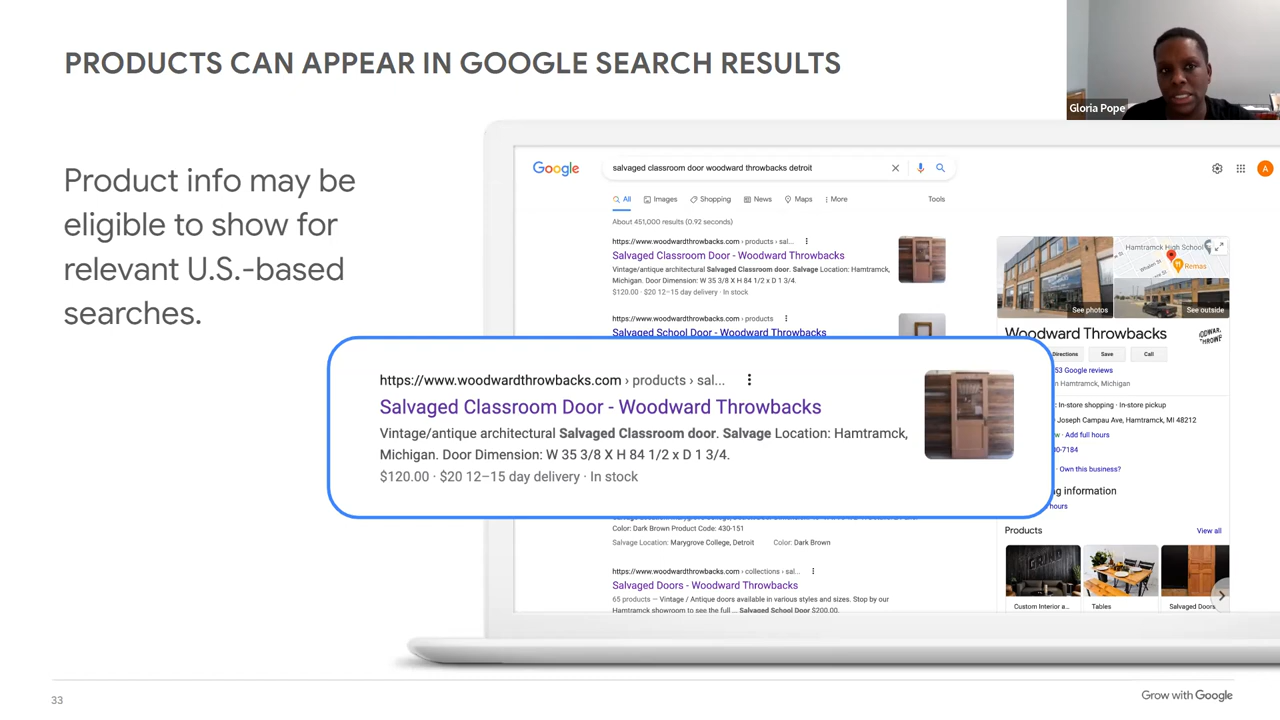 PRODUCTS CAN APPEAR IN GOOGLE SEARCH RESULTS
Gloria Pope
Product info may be
eligible to show for
relevant U.S.-based
searches.
Google
salvaged classroom door woodward throwbacks detroit
A
All Images Shopping News Maps More Tools
About 451,000 results (0.92 seconds)
https://www.woodwardthrowbacks.com › products › sal...
Salvaged Classroom Door - Woodward Throwbacks
Vintage/antique architectural Salvaged Classroom door. Salvage Location: Hamtramck,
Michigan. Door Dimension: W 35 3/8 X H 84 1/2 x D 1 3/4.
$120.00 · $20 12–15 day delivery · In stock
https://www.woodwardthrowbacks.com › products
Salvaged School Door - Woodward Throwbacks
https://www.woodwardthrowbacks.com › products › sal...
Salvaged Classroom Door - Woodward Throwbacks
Vintage/antique architectural Salvaged Classroom door. Salvage Location: Hamtramck,
Michigan. Door Dimension: W 35 3/8 X H 84 1/2 x D 1 3/4.
$120.00 · $20 12–15 day delivery · In stock
Color: Dark Brown Product Code: 430-151
Salvage Location: Marygrove College, Detroit Color: Dark Brown
https://www.woodwardthrowbacks.com › collections › sal...
Salvaged Doors - Woodward Throwbacks
65 products — Vintage / Antique doors available in various styles and sizes. Stop by our
Hamtramck showroom to see the full ... Salvaged School Door $200.00.
Hamtramck High School
Whalen St
Remas
See photos
See outside
Woodward Throwbacks
Directions Save Call
53 Google reviews
Hamtramck, Michigan
In-store shopping · In-store pickup
Joseph Campau Ave, Hamtramck, MI 48212
Add full hours
60-7184
Own this business?
g information
hours
Products View all
GRIND
Custom Interior a... Tables Salvaged Doors
33
Grow with Google